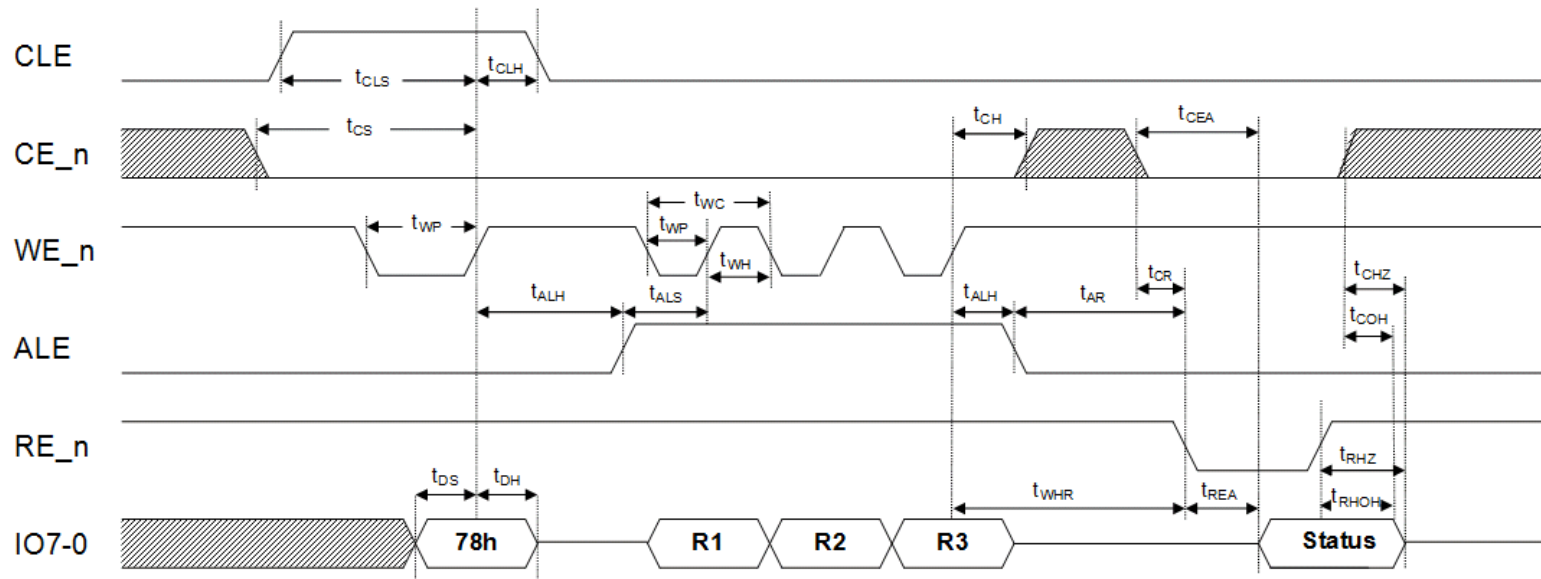 CLE
tCLS
tCLH
tCS
tCH
tCEA
CE_n
tWC
tWP
tWP
WE_n
tWH
tCR
tCHZ
tALH
tALS
tALH
tAR
tCOH
ALE
RE_n
tRHZ
tDS
tDH
tWHR
tREA
tRHOH
IO7-0
78h
R1
R2
R3
Status